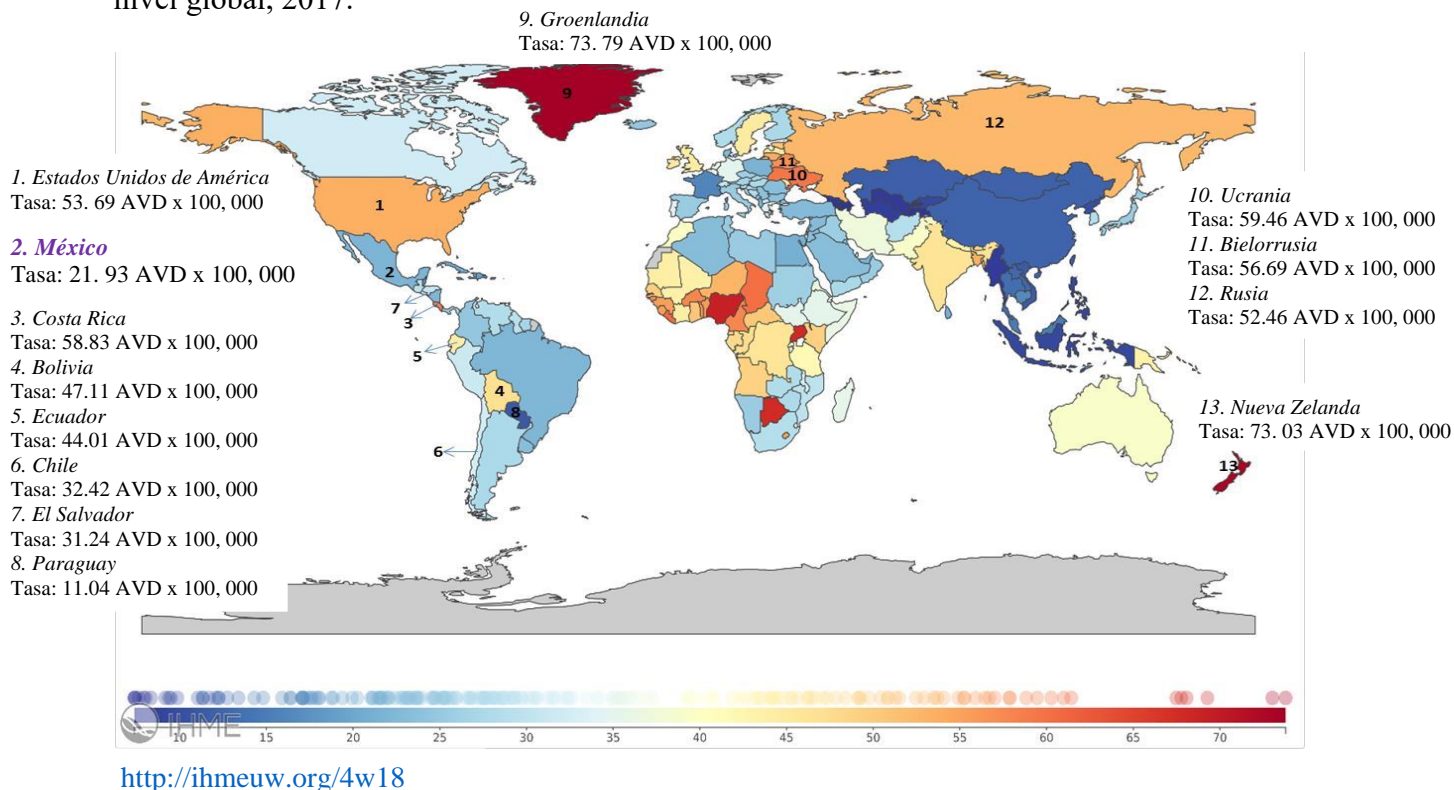 nivel global, 2017.
9. Groenlandia
Tasa: 73. 79 AVD x 100, 000
1. Estados Unidos de América
Tasa: 53. 69 AVD x 100, 000
2. México
Tasa: 21. 93 AVD x 100, 000
3. Costa Rica
Tasa: 58.83 AVD x 100, 000
4. Bolivia
Tasa: 47.11 AVD x 100, 000
5. Ecuador
Tasa: 44.01 AVD x 100, 000
6. Chile
Tasa: 32.42 AVD x 100, 000
7. El Salvador
Tasa: 31.24 AVD x 100, 000
8. Paraguay
Tasa: 11.04 AVD x 100, 000
10. Ucrania
Tasa: 59.46 AVD x 100, 000
11. Bielorrusia
Tasa: 56.69 AVD x 100, 000
12. Rusia
Tasa: 52.46 AVD x 100, 000
13. Nueva Zelanda
Tasa: 73. 03 AVD x 100, 000
9
12
11
10
1
2
7
3
5
4
8
6
13
IHME
10 15 20 25 30 35 40 45 50 55 60 65 70
http://ihmeuw.org/4w18